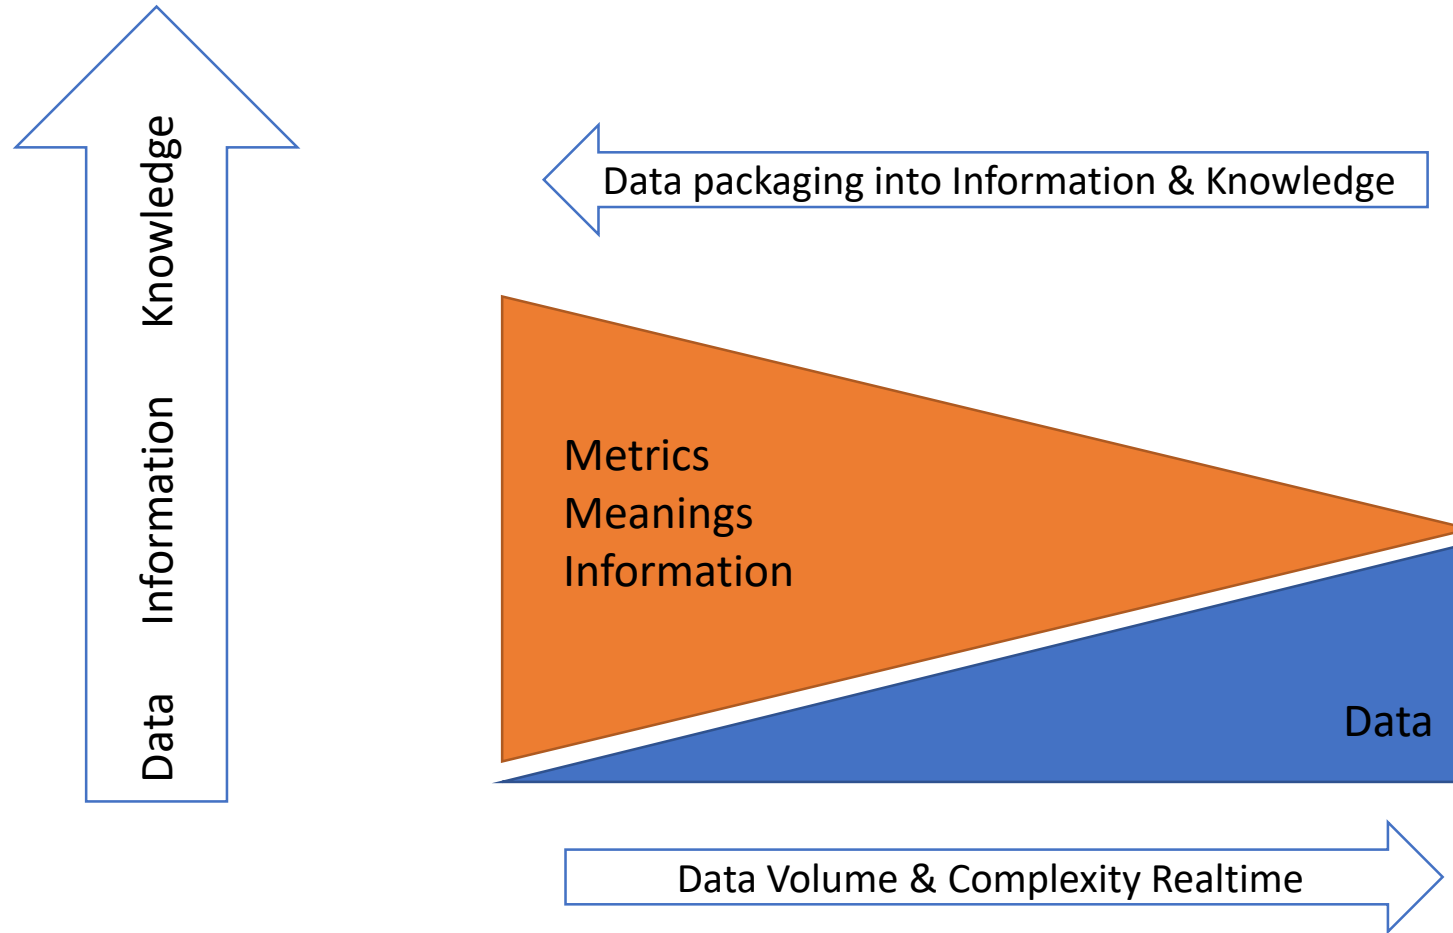 Data Information Knowledge
Data packaging into Information & Knowledge
Metrics
Meanings
Information
Data
Data Volume & Complexity Realtime